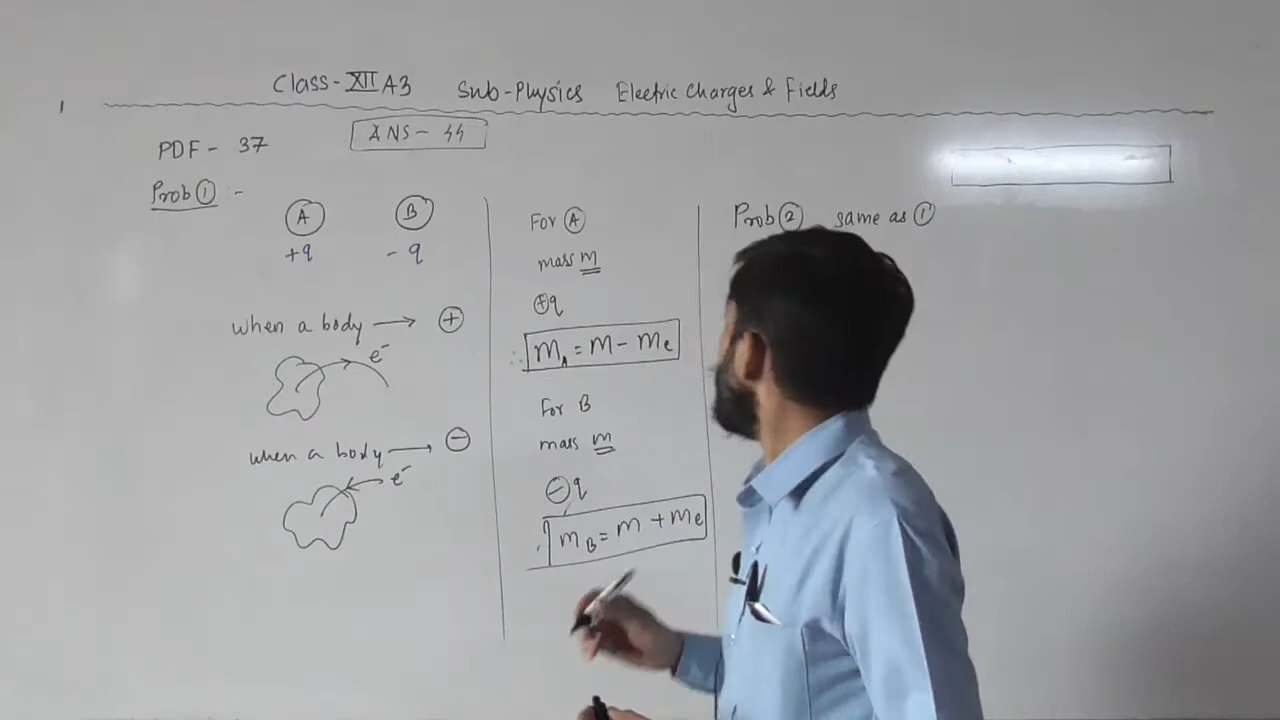 Class-XII A3 Sub-Physics Electric Charges & Fields
1
PDF - 37
ANS - 44
Prob ① :-
A B
+q - q
when a body → +
e⁻
when a body → −
e⁻
For A
mass m
+q
∴ m_A = m - m_e
For B
mass m
−q
∴ m_B = m + m_e
Prob ② same as ①